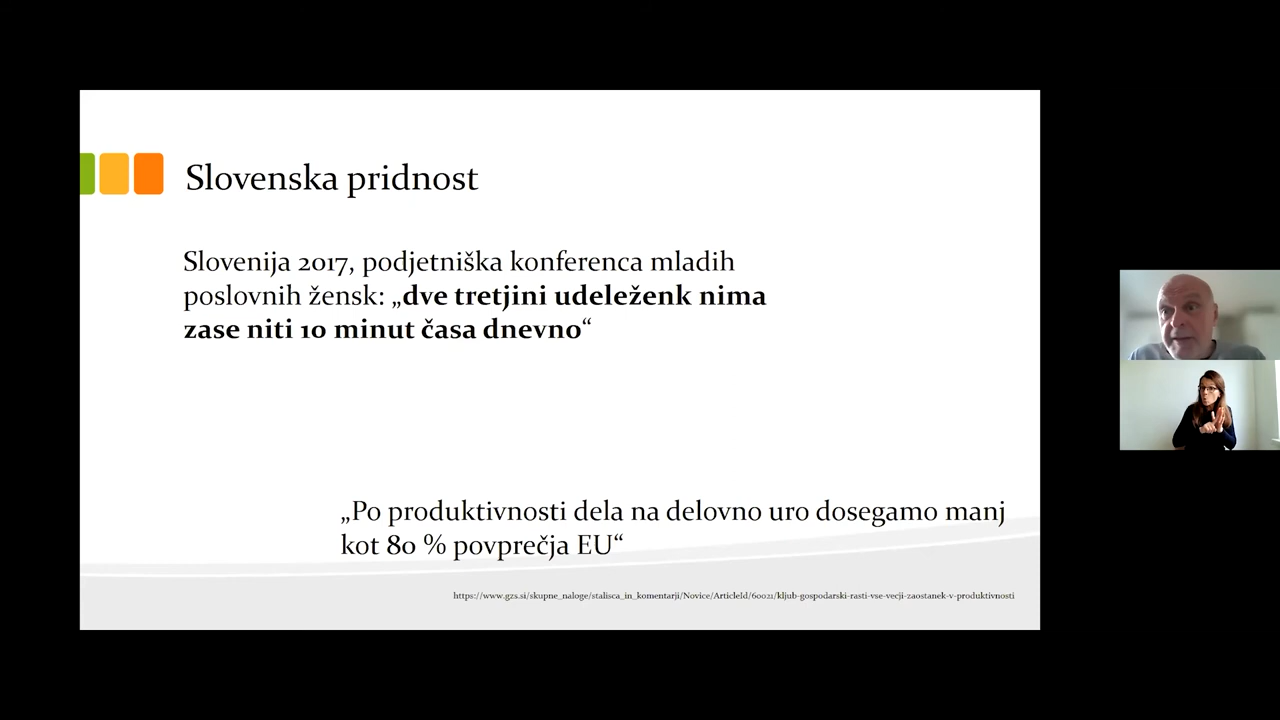 Slovenska pridnost
Slovenija 2017, podjetniška konferenca mladih
poslovnih žensk: „dve tretjini udeleženk nima
zase niti 10 minut časa dnevno“
„Po produktivnosti dela na delovno uro dosegamo manj
kot 80 % povprečja EU“
https://www.gzs.si/skupne_naloge/stalisca_in_komentarji/Novice/ArticleId/60021/kljub-gospodarski-rasti-vse-vecji-zaostanek-v-produktivnosti